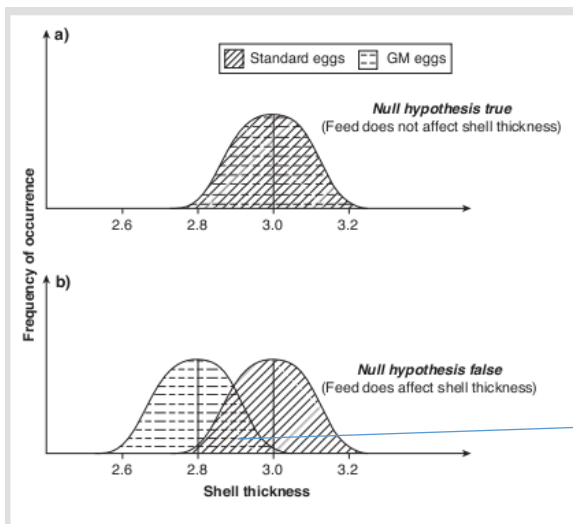 a)
Standard eggs GM eggs
Null hypothesis true
(Feed does not affect shell thickness)
2.6 2.8 3.0 3.2
Frequency of occurrence
b)
Null hypothesis false
(Feed does affect shell thickness)
2.6 2.8 3.0 3.2
Shell thickness